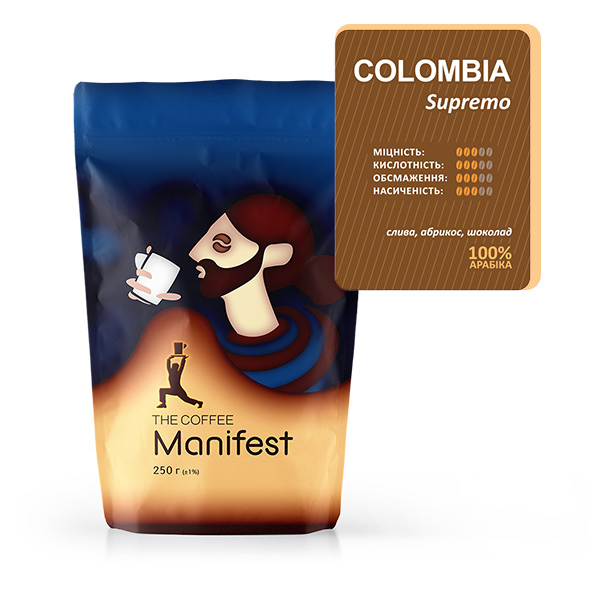 COLOMBIA
Supremo
МІЦНІСТЬ:
КИСЛОТНІСТЬ:
ОБСМАЖЕННЯ:
НАСИЧЕНІСТЬ:
слива, абрикос, шоколад
100%
АРАБІКА
THE COFFEE
Manifest
250 г (±1%)